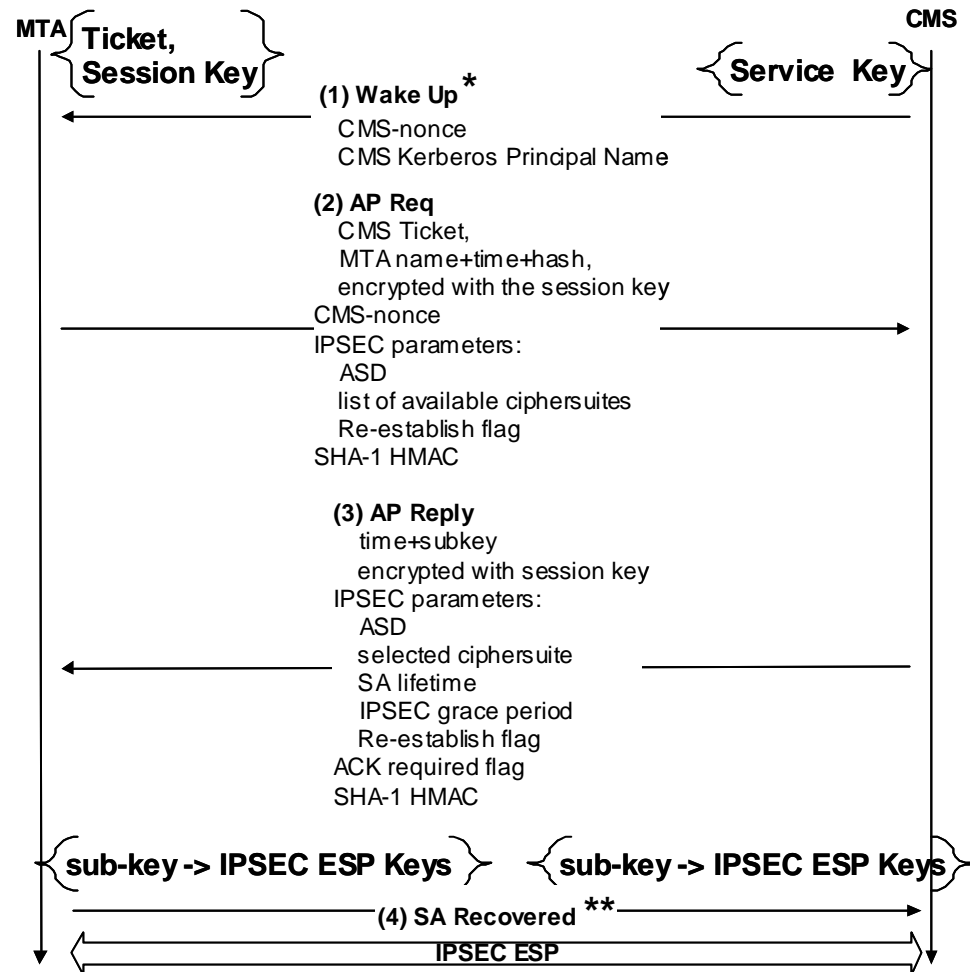 MTA
CMS
Ticket,
Session Key
Service Key
(1) Wake Up *
CMS-nonce
CMS Kerberos Principal Name
(2) AP Req
CMS Ticket,
MTA name+time+hash,
encrypted with the session key
CMS-nonce
IPSEC parameters:
ASD
list of available ciphersuites
Re-establish flag
SHA-1 HMAC
(3) AP Reply
time+subkey
encrypted with session key
IPSEC parameters:
ASD
selected ciphersuite
SA lifetime
IPSEC grace period
Re-establish flag
ACK required flag
SHA-1 HMAC
sub-key -> IPSEC ESP Keys
sub-key -> IPSEC ESP Keys
(4) SA Recovered **
IPSEC ESP